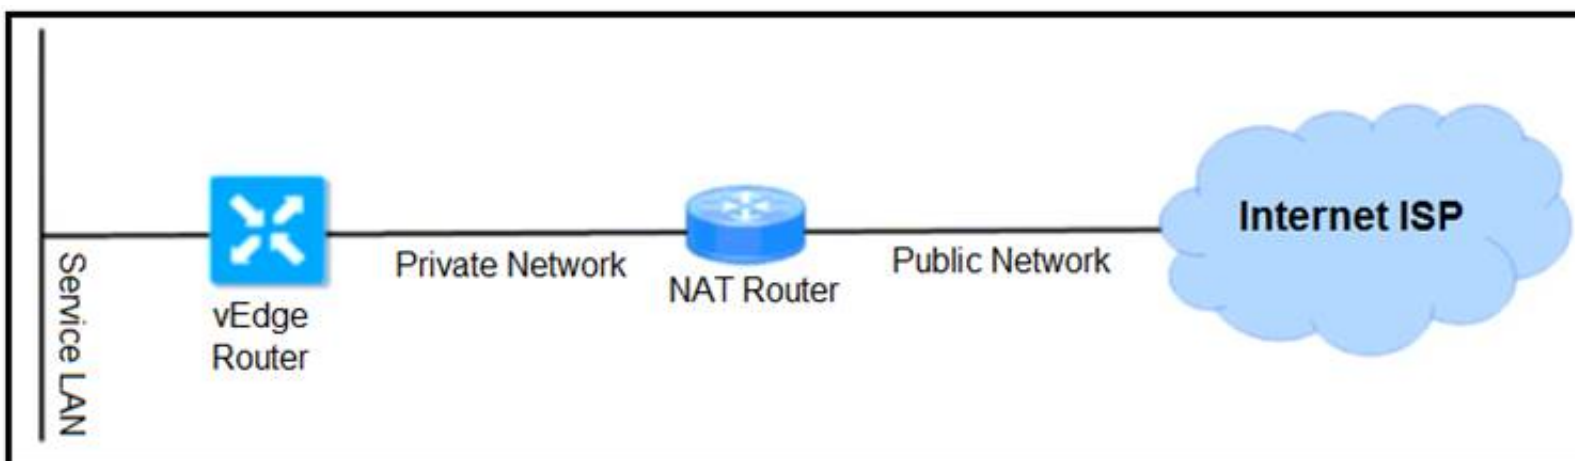 Service LAN
vEdge
Router
Private Network
NAT Router
Public Network
Internet ISP